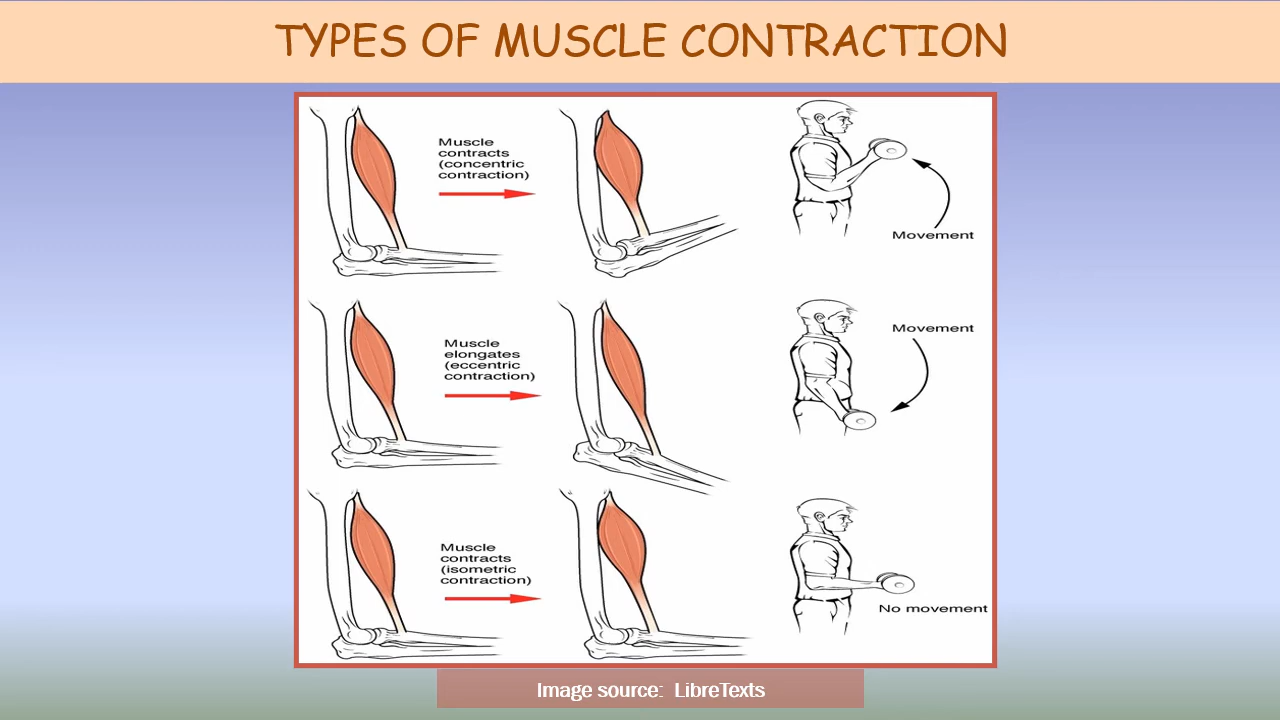 TYPES OF MUSCLE CONTRACTION
Muscle
contracts
(concentric
contraction)
Movement
Muscle
elongates
(eccentric
contraction)
Movement
Muscle
contracts
(isometric
contraction)
No movement
Image source:  LibreTexts